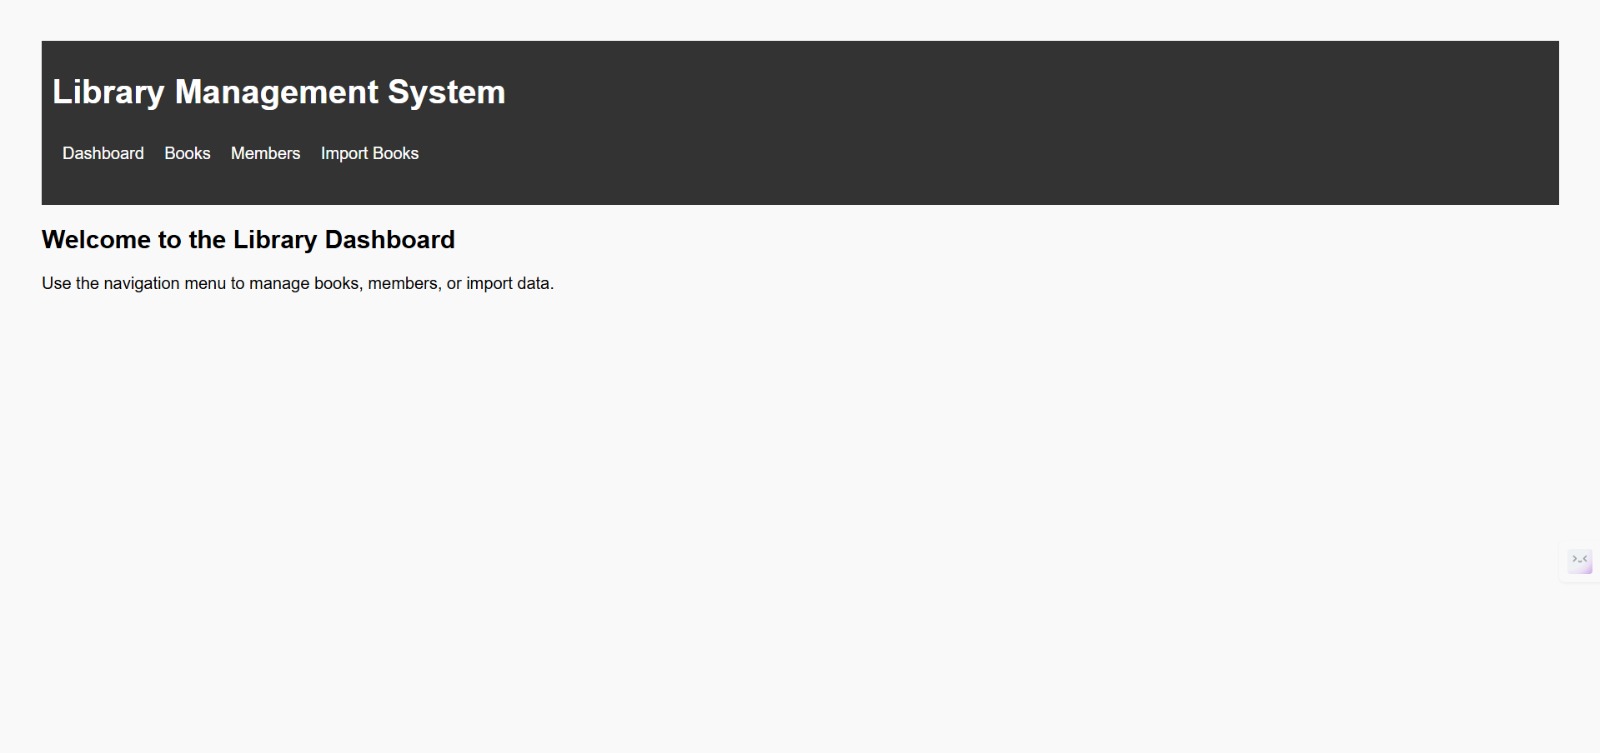 Library Management System
Dashboard Books Members Import Books
Welcome to the Library Dashboard
Use the navigation menu to manage books, members, or import data.